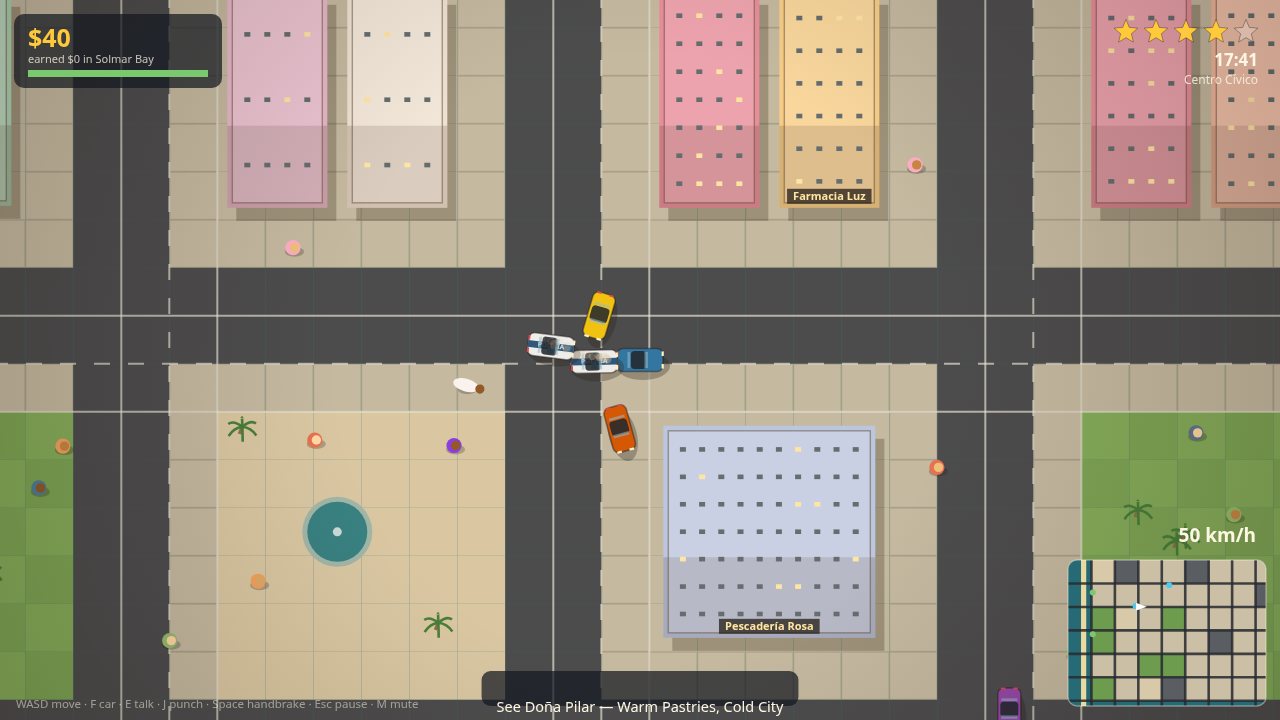 $40
earned $0 in Solmar Bay
17:41
Centro Cívico
Farmacia Luz
Pescadería Rosa
50 km/h
WASD move · F car · E talk · J punch · Space handbrake · Esc pause · M mute
See Doña Pilar — Warm Pastries, Cold City